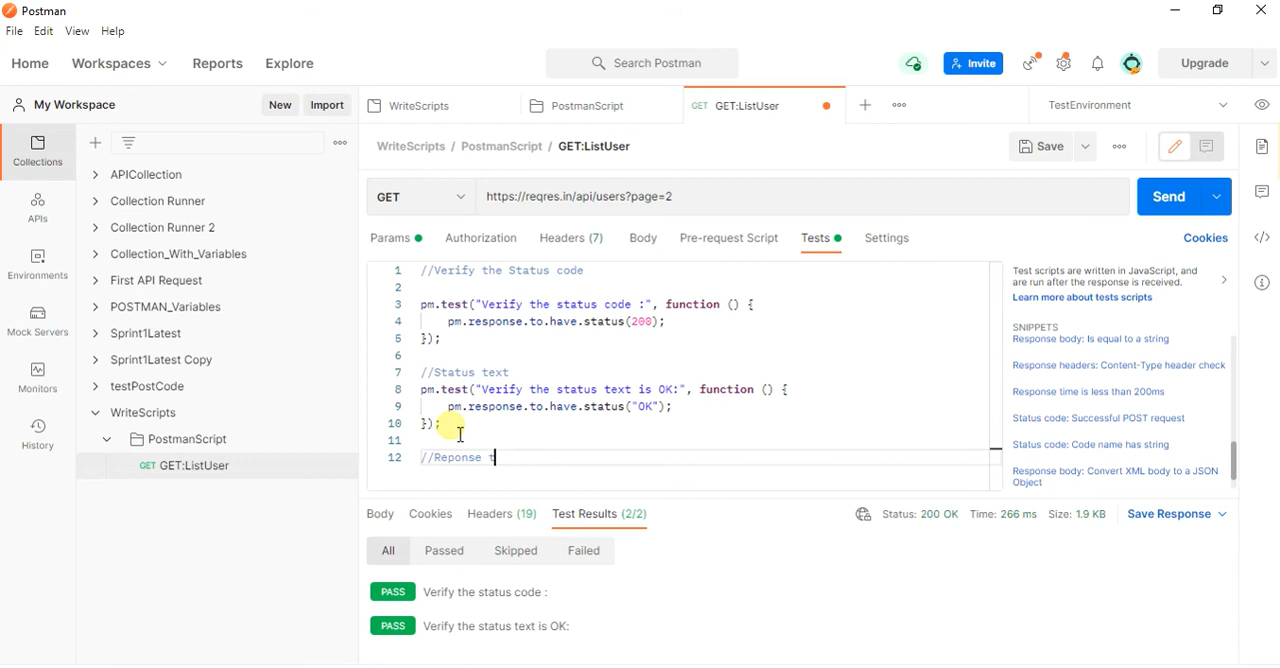 Postman
File Edit View Help
Home Workspaces Reports Explore Search Postman Invite Upgrade
My Workspace New Import WriteScripts PostmanScript GET GET:ListUser TestEnvironment
Collections
APIs
Environments
Mock Servers
Monitors
History
APICollection
Collection Runner
Collection Runner 2
Collection_With_Variables
First API Request
POSTMAN_Variables
Sprint1Latest
Sprint1Latest Copy
testPostCode
WriteScripts
PostmanScript
GET GET:ListUser
WriteScripts / PostmanScript / GET:ListUser Save
GET https://reqres.in/api/users?page=2 Send
Params Authorization Headers (7) Body Pre-request Script Tests Settings Cookies
1 //Verify the Status code
2
3 pm.test("Verify the status code :", function () {
4 pm.response.to.have.status(200);
5 });
6
7 //Status text
8 pm.test("Verify the status text is OK:", function () {
9 pm.response.to.have.status("OK");
10 });
11
12 //Reponse t
Test scripts are written in JavaScript, and
are run after the response is received.
Learn more about tests scripts
SNIPPETS
Response body: Is equal to a string
Response headers: Content-Type header check
Response time is less than 200ms
Status code: Successful POST request
Status code: Code name has string
Response body: Convert XML body to a JSON
Object
Body Cookies Headers (19) Test Results (2/2) Status: 200 OK Time: 266 ms Size: 1.9 KB Save Response
All Passed Skipped Failed
PASS Verify the status code :
PASS Verify the status text is OK: